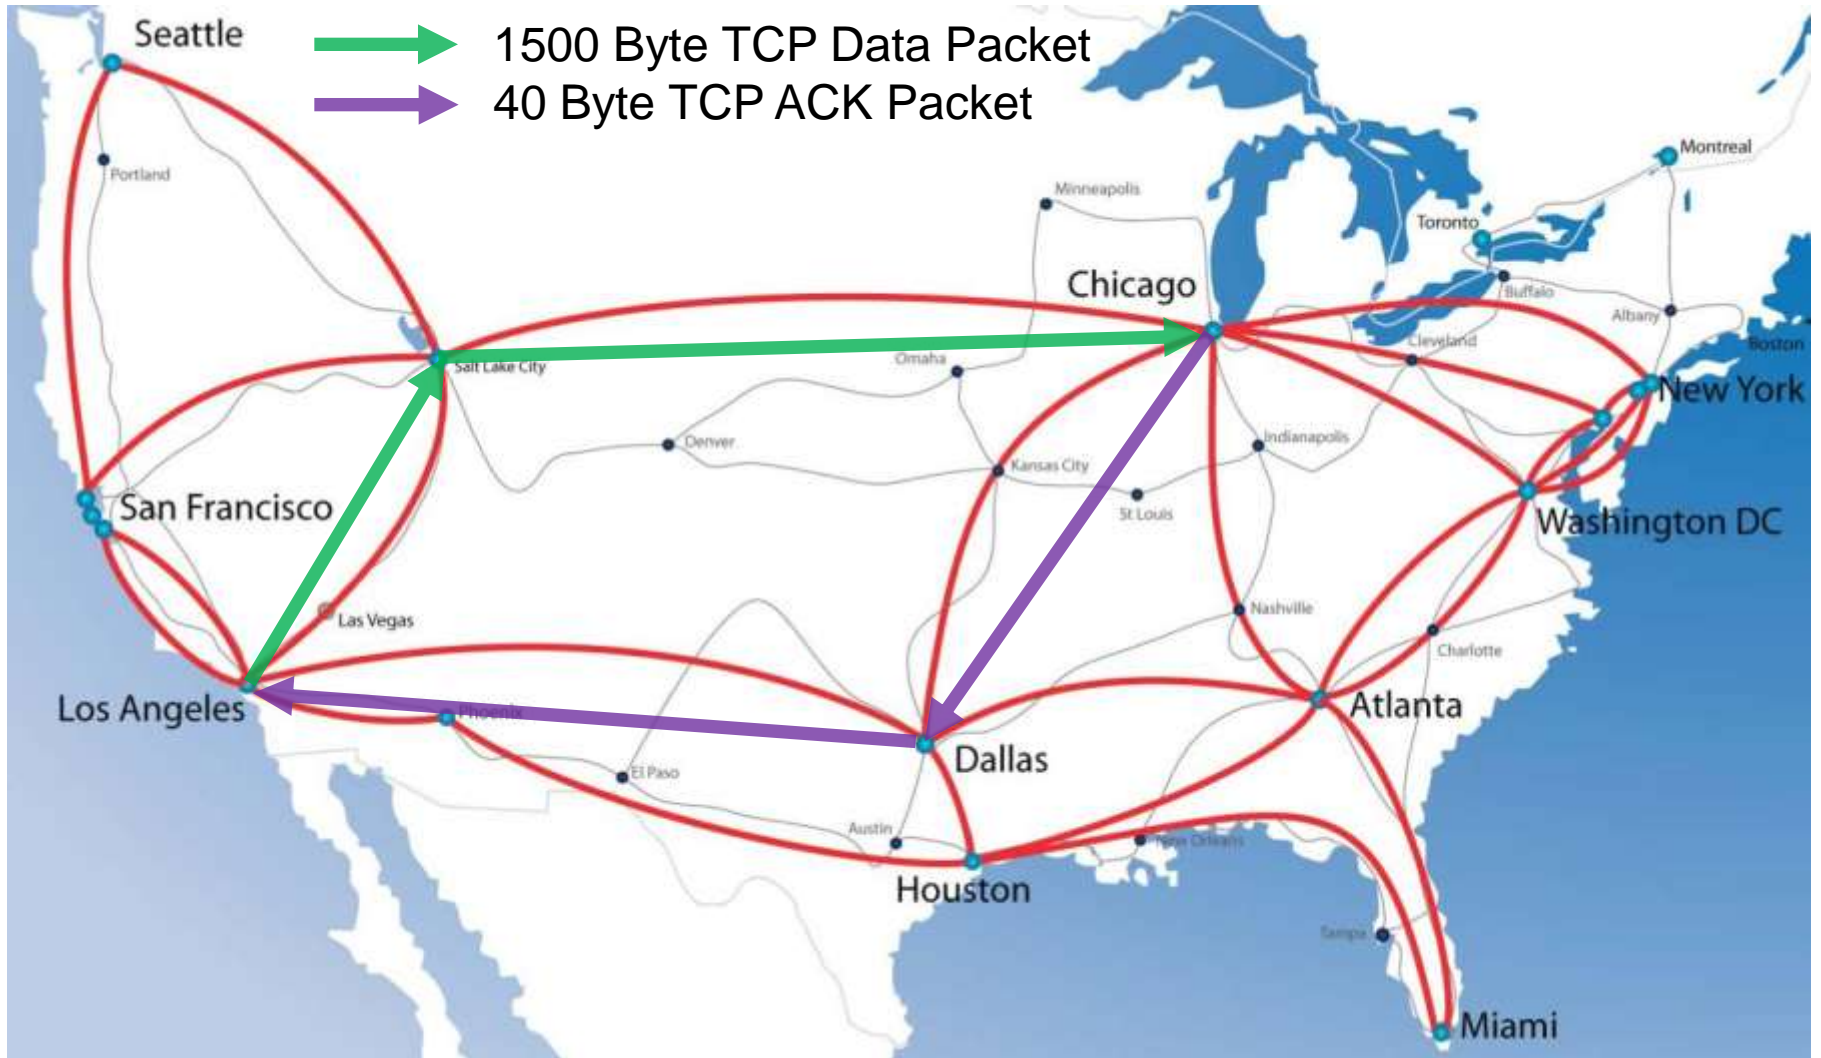 Seattle
1500 Byte TCP Data Packet
40 Byte TCP ACK Packet
Portland
Minneapolis
Montreal
Toronto
Chicago
Buffalo
Albany
Boston
Cleveland
Omaha
Salt Lake City
New York
Denver
Indianapolis
Kansas City
San Francisco
St Louis
Washington DC
Las Vegas
Nashville
Charlotte
Los Angeles
Phoenix
Atlanta
Dallas
El Paso
Austin
New Orleans
Houston
Tampa
Miami